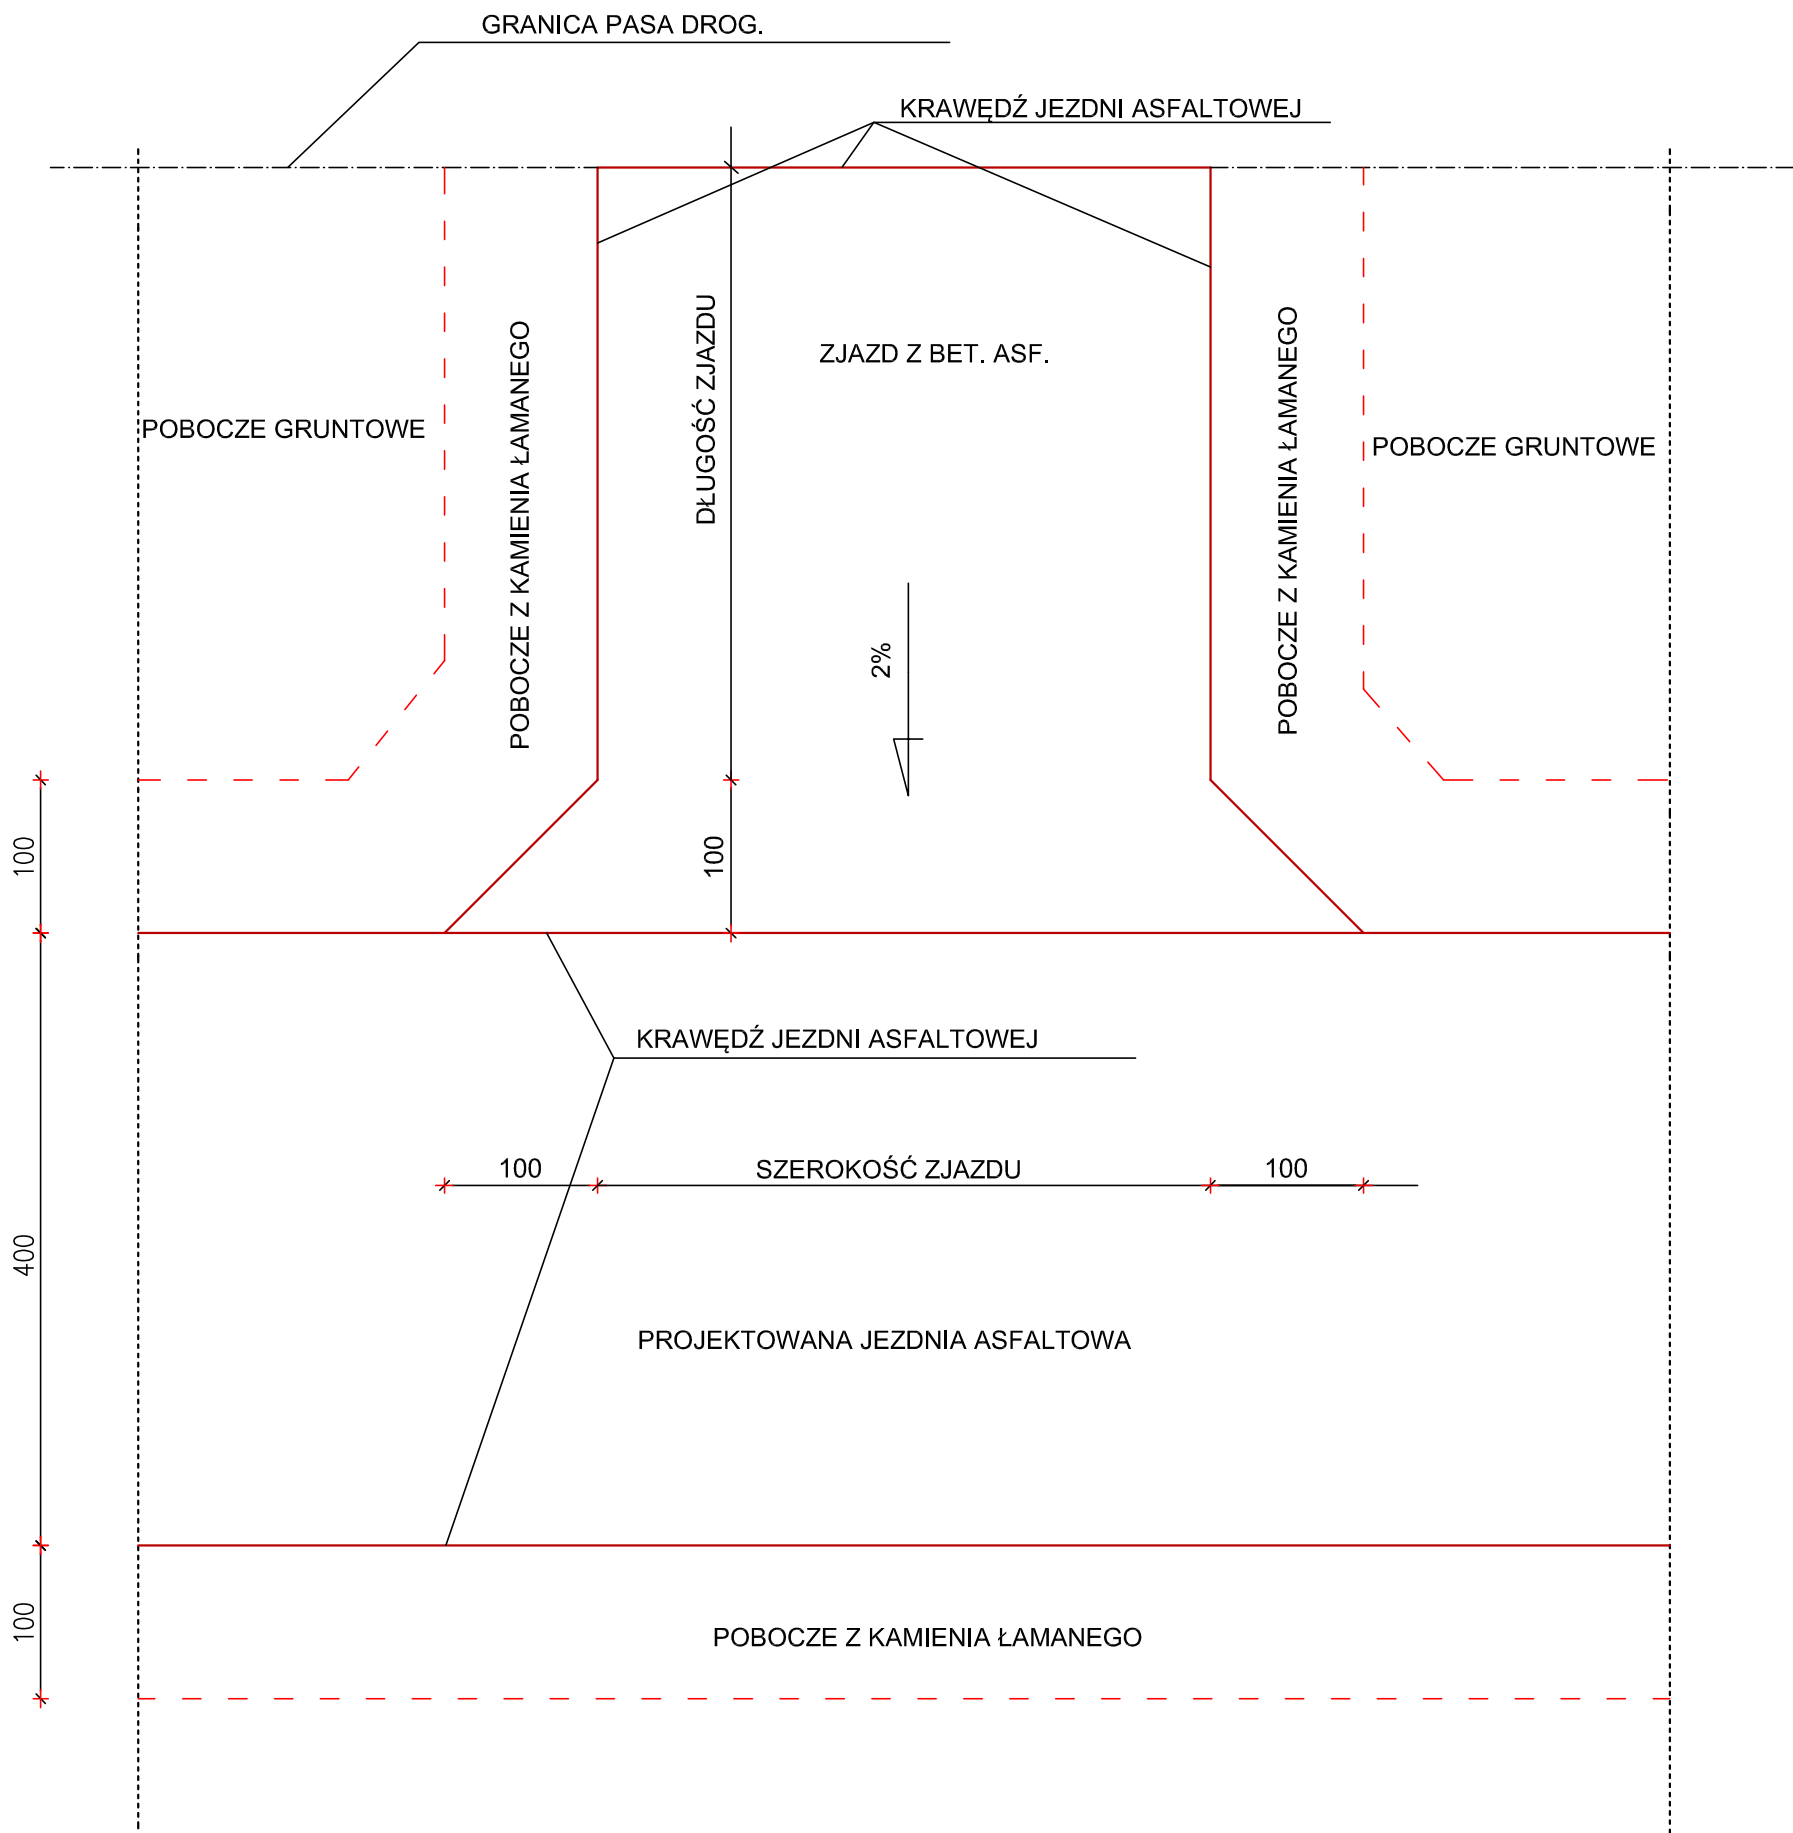 GRANICA PASA DROG.
KRAWĘDŹ JEZDNI ASFALTOWEJ
DŁUGOŚĆ ZJAZDU
ZJAZD Z BET. ASF.
POBOCZE Z KAMIENIA ŁAMANEGO
POBOCZE Z KAMIENIA ŁAMANEGO
POBOCZE GRUNTOWE
POBOCZE GRUNTOWE
2%
100
100
KRAWĘDŹ JEZDNI ASFALTOWEJ
100
SZEROKOŚĆ ZJAZDU
100
400
PROJEKTOWANA JEZDNIA ASFALTOWA
100
POBOCZE Z KAMIENIA ŁAMANEGO